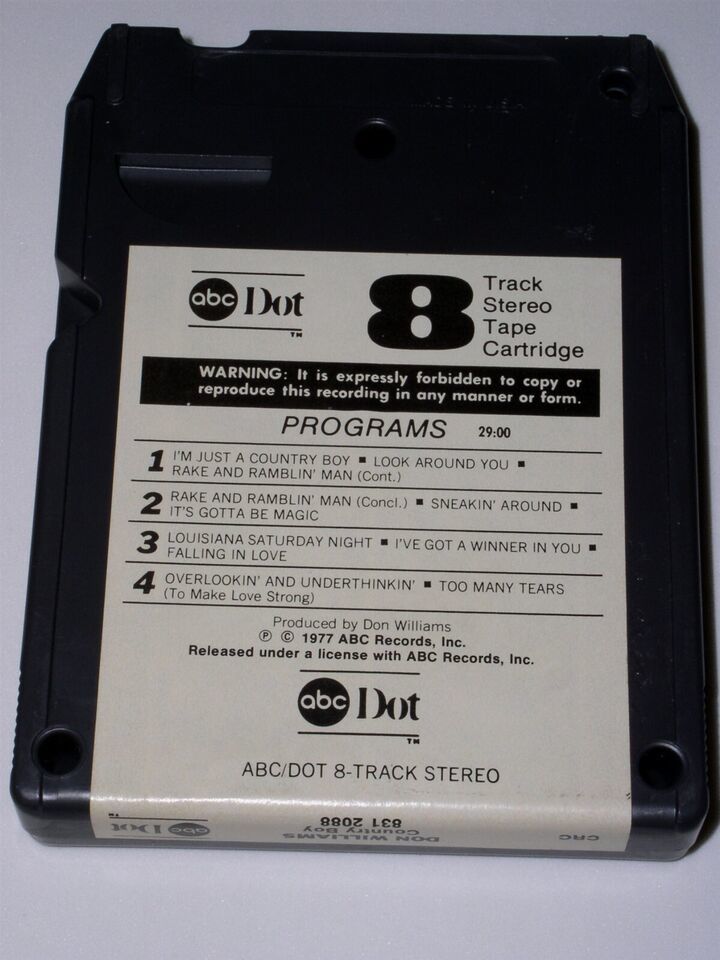 MADE IN U.S.A.
abc Dot
TM
8 Track
Stereo
Tape
Cartridge
WARNING: It is expressly forbidden to copy or
reproduce this recording in any manner or form.
PROGRAMS 29:00
1 I'M JUST A COUNTRY BOY ■ LOOK AROUND YOU ■
RAKE AND RAMBLIN' MAN (Cont.)
2 RAKE AND RAMBLIN' MAN (Concl.) ■ SNEAKIN' AROUND ■
IT'S GOTTA BE MAGIC
3 LOUISIANA SATURDAY NIGHT ■ I'VE GOT A WINNER IN YOU ■
FALLING IN LOVE
4 OVERLOOKIN' AND UNDERTHINKIN' ■ TOO MANY TEARS
(To Make Love Strong)
Produced by Don Williams
Ⓟ © 1977 ABC Records, Inc.
Released under a license with ABC Records, Inc.
abc Dot
TM
ABC/DOT 8-TRACK STEREO
CRC
DON WILLIAMS
Country Boy
831 2088
abc Dot
TM